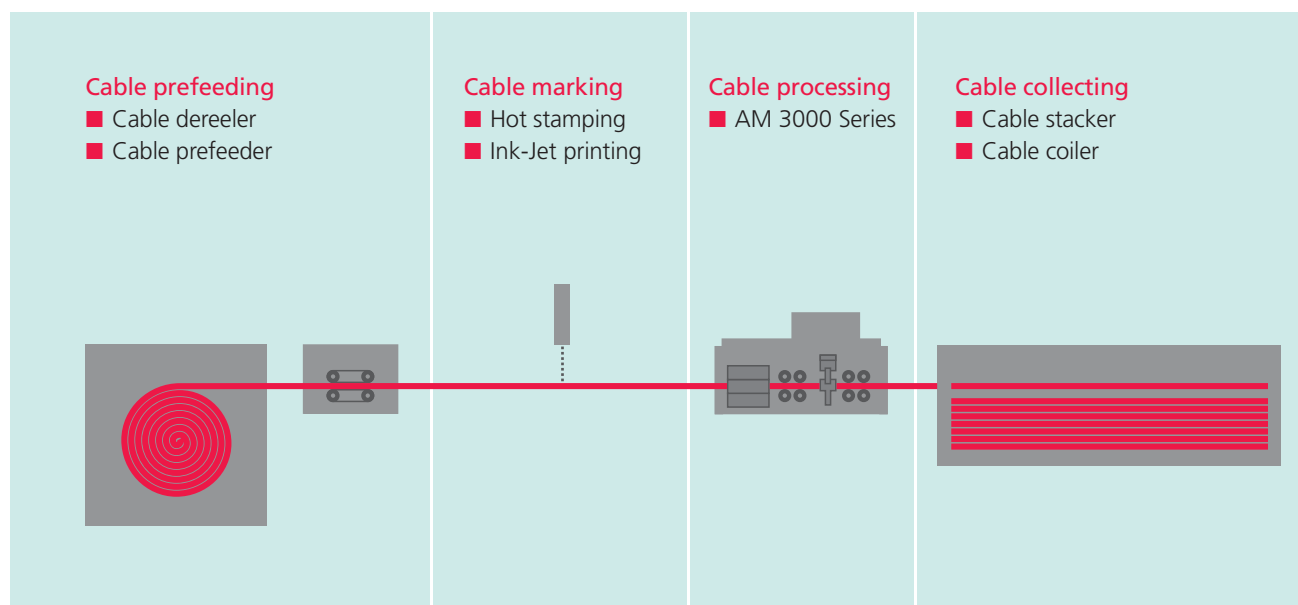 Cable prefeeding
Cable dereeler
Cable prefeeder
Cable marking
Hot stamping
Ink-Jet printing
Cable processing
AM 3000 Series
Cable collecting
Cable stacker
Cable coiler